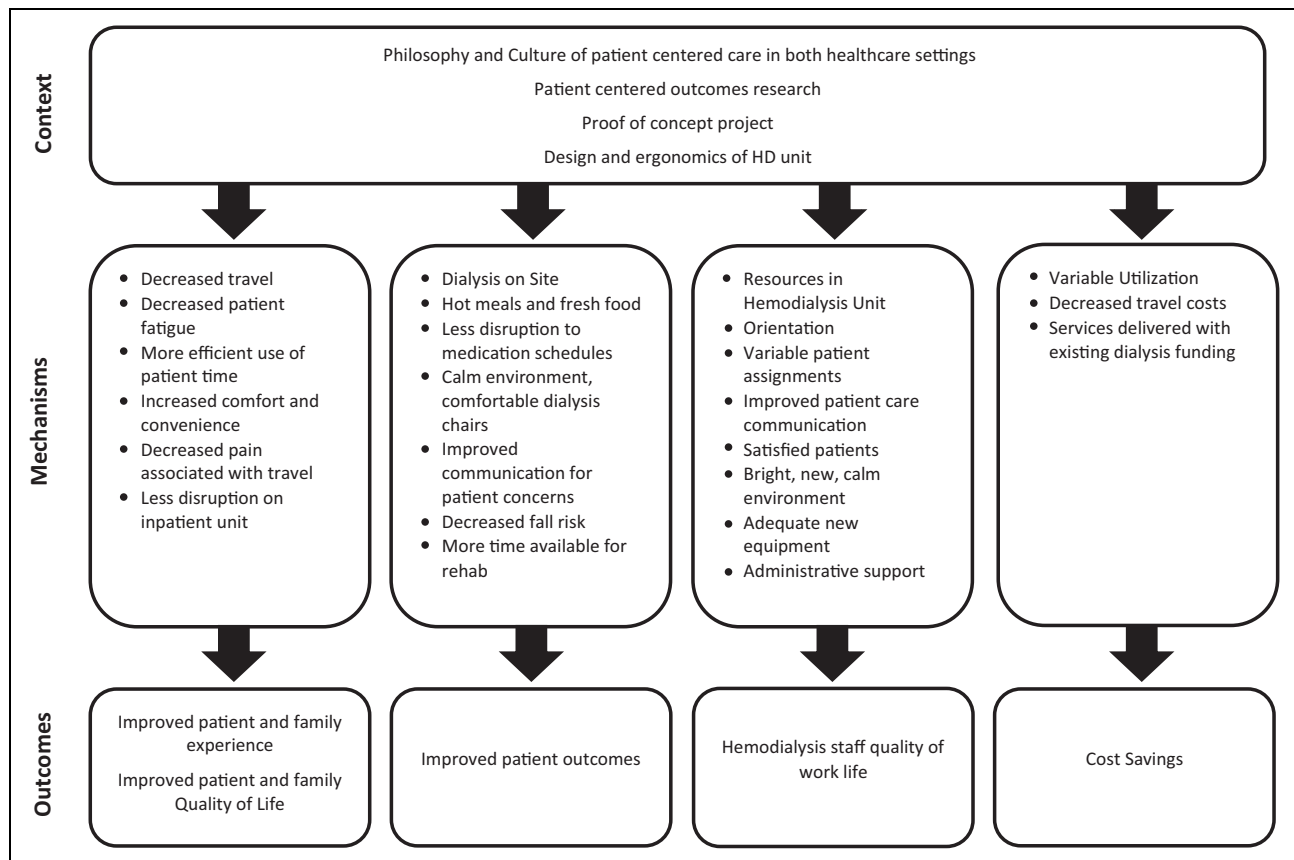 Context
Philosophy and Culture of patient centered care in both healthcare settings
Patient centered outcomes research
Proof of concept project
Design and ergonomics of HD unit
Mechanisms
• Decreased travel
• Decreased patient
fatigue
• More efficient use of
patient time
• Increased comfort and
convenience
• Decreased pain
associated with travel
• Less disruption on
inpatient unit
• Dialysis on Site
• Hot meals and fresh food
• Less disruption to
medication schedules
• Calm environment,
comfortable dialysis
chairs
• Improved
communication for
patient concerns
• Decreased fall risk
• More time available for
rehab
• Resources in
Hemodialysis Unit
• Orientation
• Variable patient
assignments
• Improved patient care
communication
• Satisfied patients
• Bright, new, calm
environment
• Adequate new
equipment
• Administrative support
• Variable Utilization
• Decreased travel costs
• Services delivered with
existing dialysis funding
Outcomes
Improved patient and family
experience
Improved patient and family
Quality of Life
Improved patient outcomes
Hemodialysis staff quality of
work life
Cost Savings